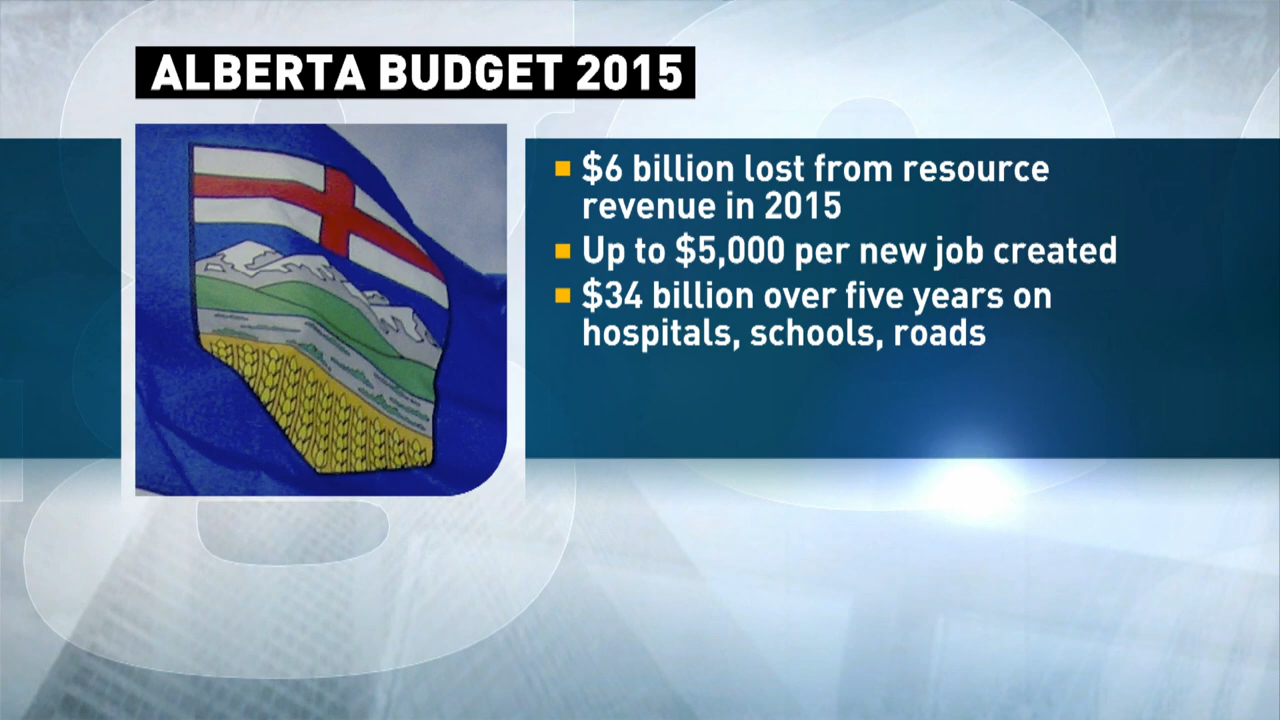 ALBERTA BUDGET 2015
$6 billion lost from resource
revenue in 2015
Up to $5,000 per new job created
$34 billion over five years on
hospitals, schools, roads